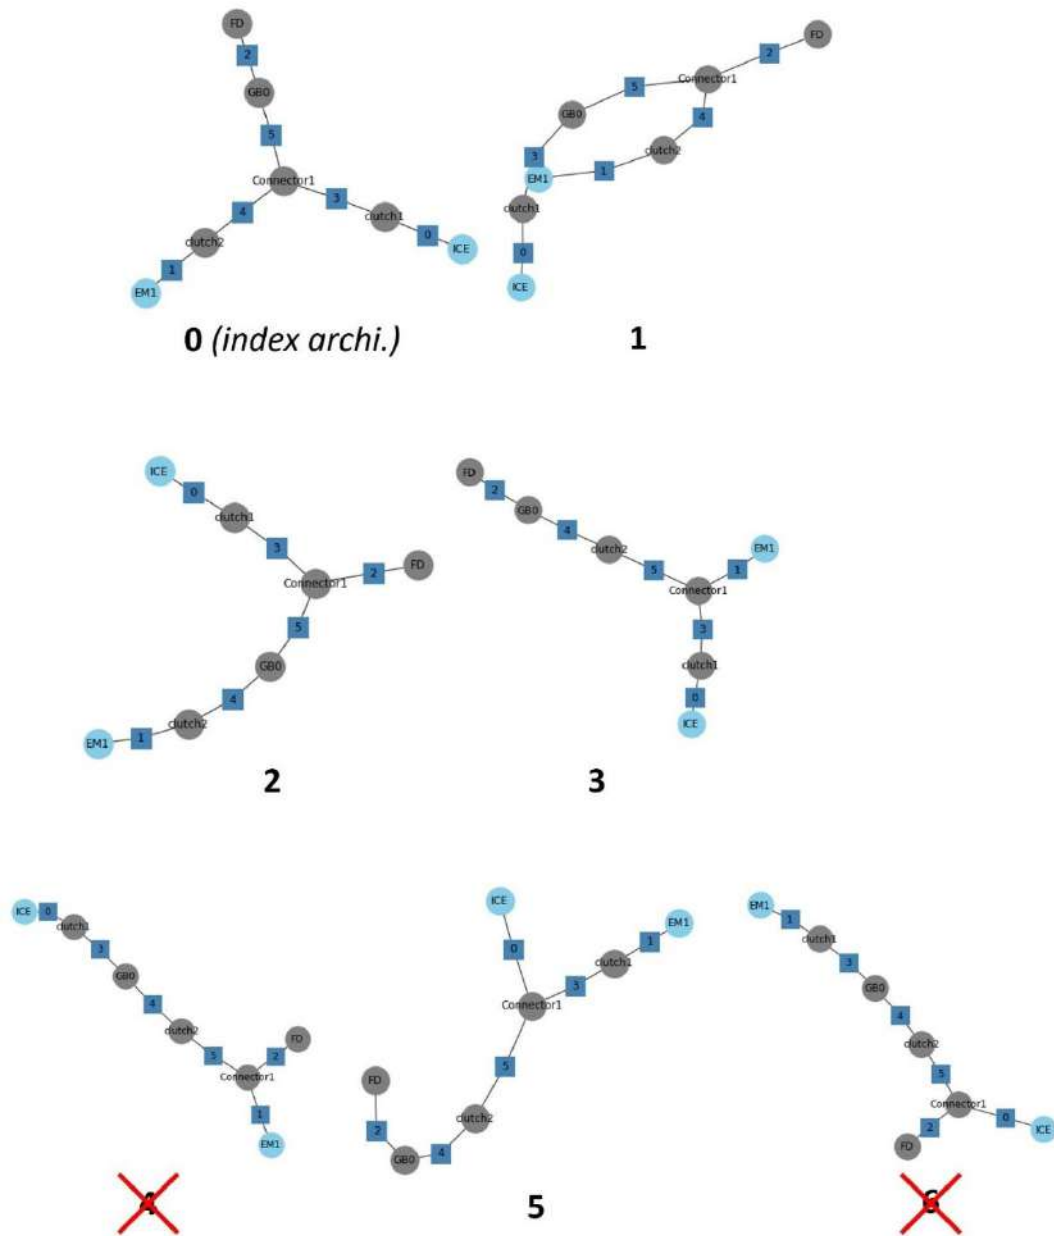 FD
2
GB0
5
Connector1
4
3
clutch2
clutch1
1
0
EM1
ICE
0 (index archi.)
FD
2
Connector1
5
4
GB0
clutch2
3
1
EM1
clutch1
0
ICE
1
ICE
0
clutch1
3
Connector1
2
FD
5
GB0
4
clutch2
1
EM1
2
FD
2
GB0
4
clutch2
5
EM1
1
Connector1
3
clutch1
0
ICE
3
ICE
0
clutch1
3
GB0
4
clutch2
5
Connector1
2
FD
1
EM1
4
ICE
0
EM1
1
clutch1
3
Connector1
5
FD
2
GB0
4
clutch2
5
EM1
1
clutch1
3
GB0
4
clutch2
5
Connector1
0
ICE
2
FD
6